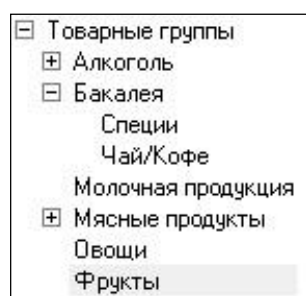 Товарные группы
Алкоголь
Бакалея
Специи
Чай/Кофе
Молочная продукция
Мясные продукты
Овощи
Фрукты